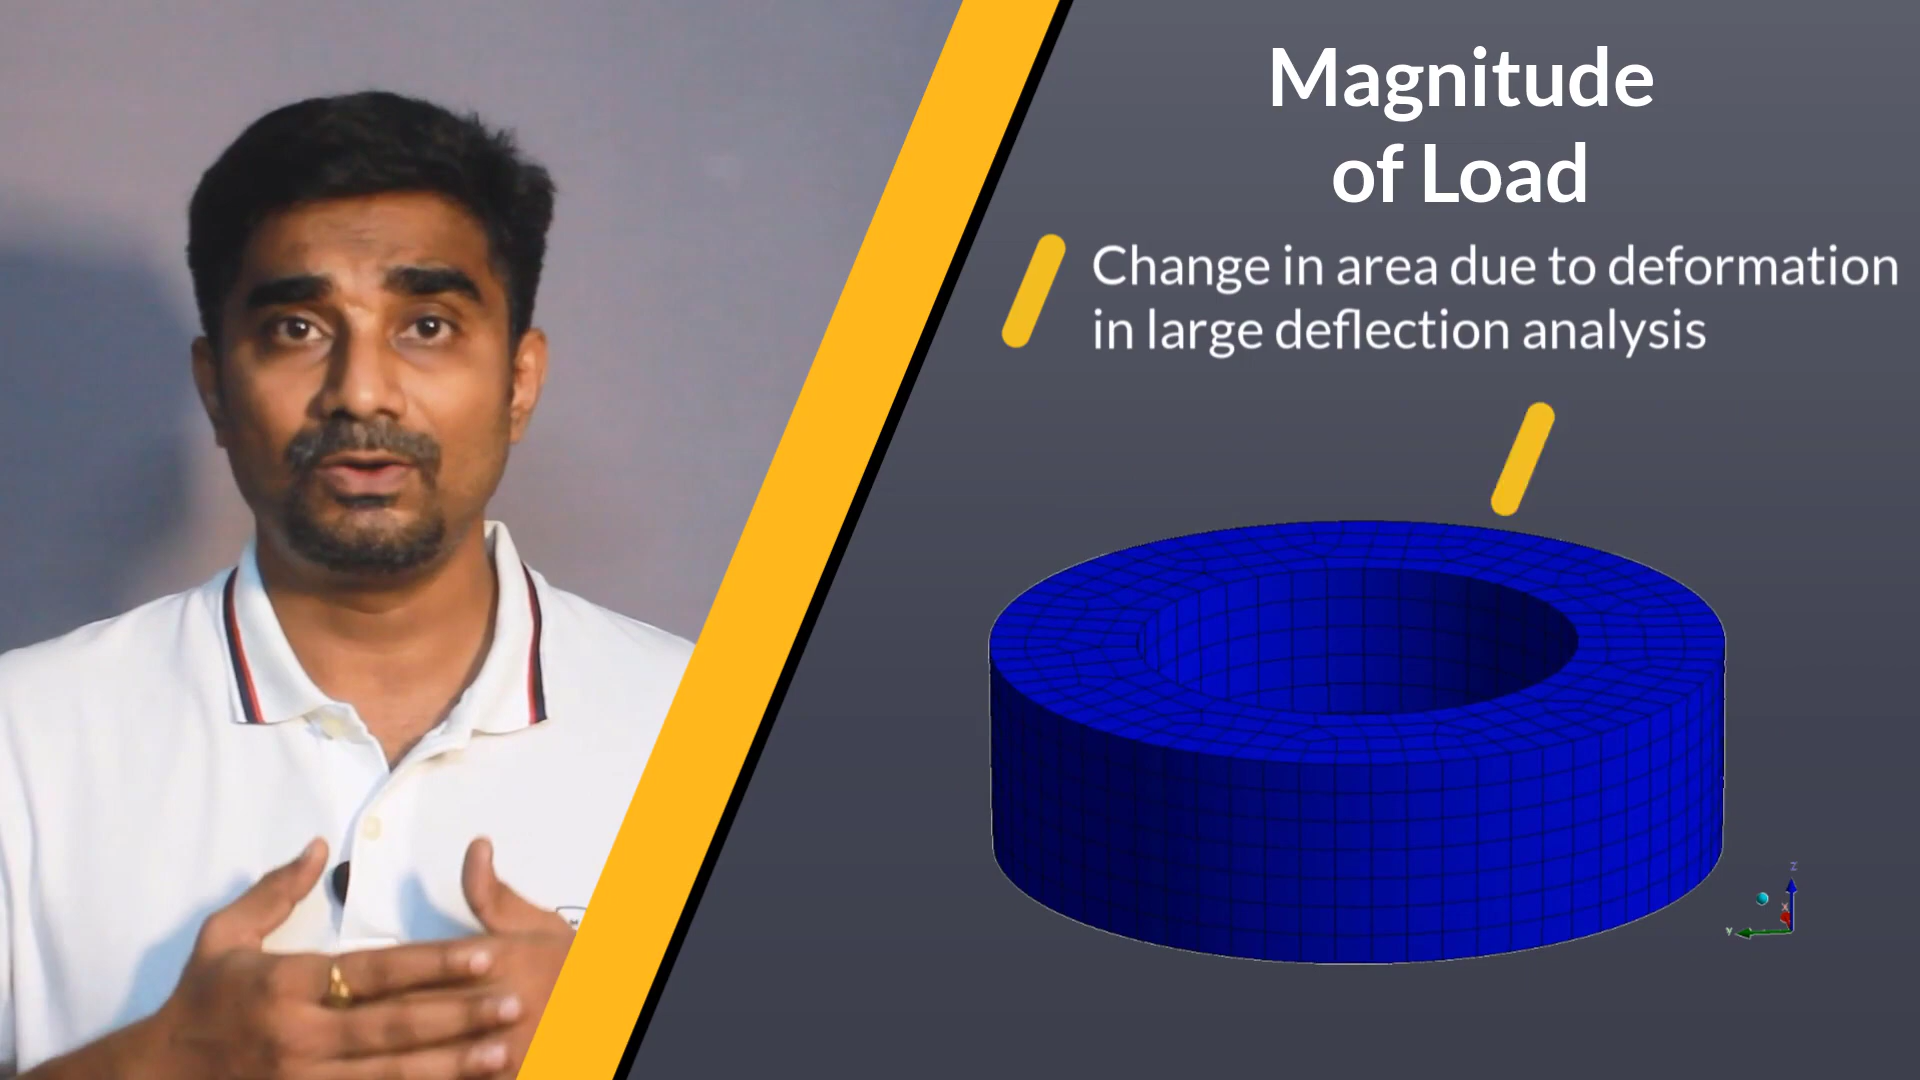 Magnitude
of Load
Change in area due to deformation
in large deflection analysis
Z
X
Y